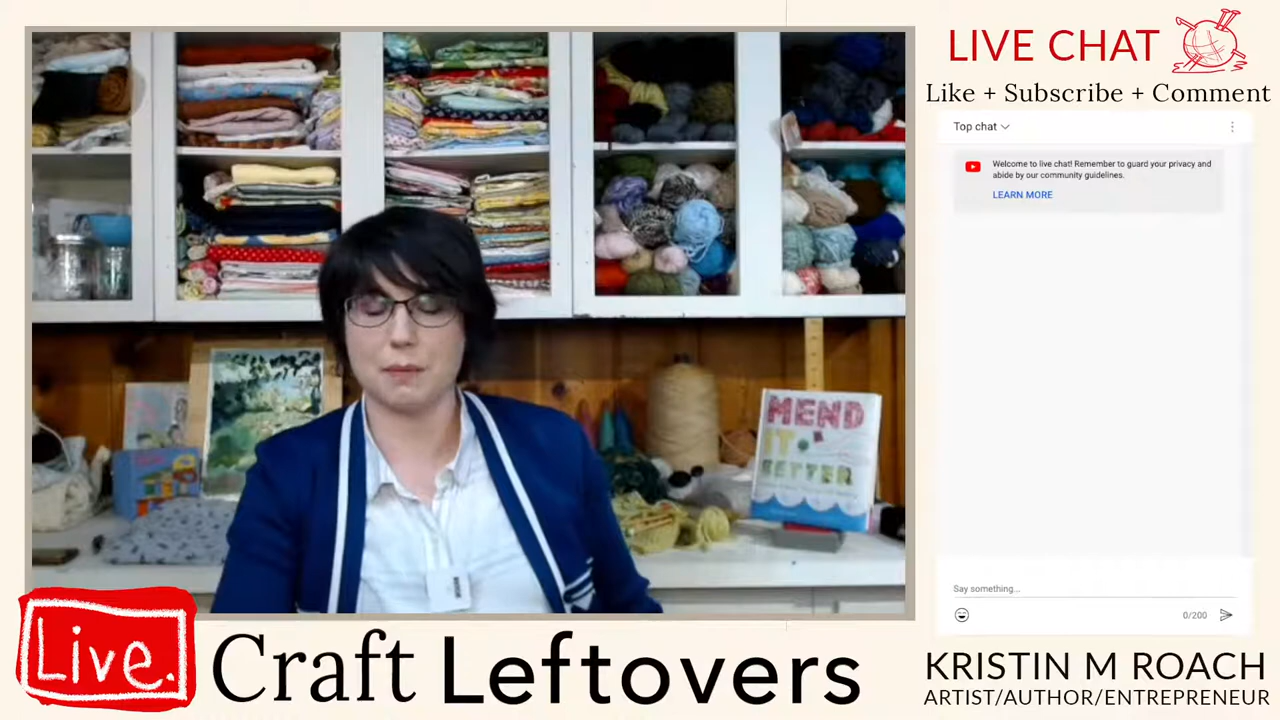 LIVE CHAT
Like + Subscribe + Comment
Top chat
Welcome to live chat! Remember to guard your privacy and
abide by our community guidelines.
LEARN MORE
MEND
IT
BETTER
Say something...
0/200
Live.
Craft Leftovers
KRISTIN M ROACH
ARTIST/AUTHOR/ENTREPRENEUR